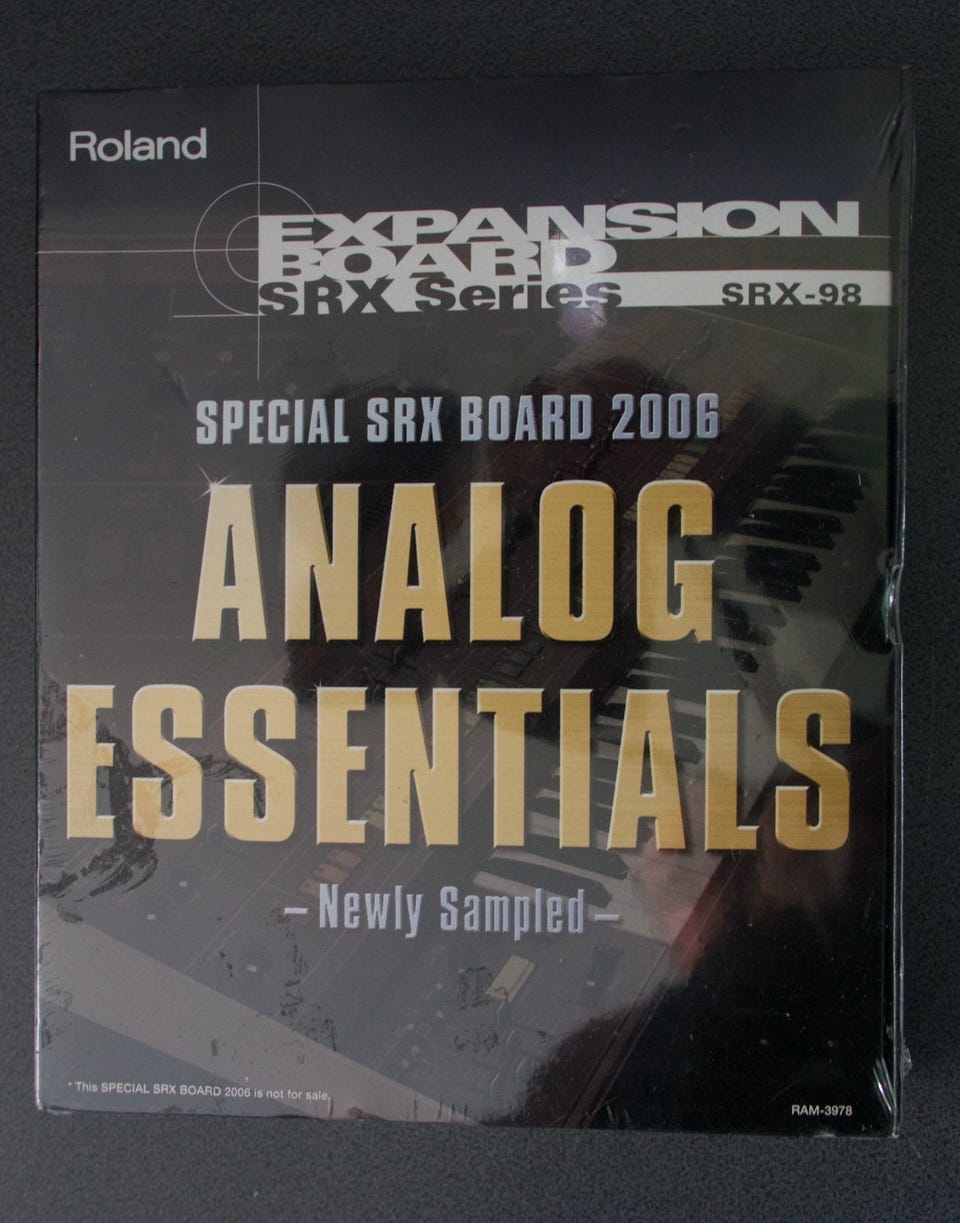 Roland
EXPANSION
BOARD
SRX Series SRX-98
SPECIAL SRX BOARD 2006
ANALOG
ESSENTIALS
– Newly Sampled –
* This SPECIAL SRX BOARD 2006 is not for sale.
RAM-3978